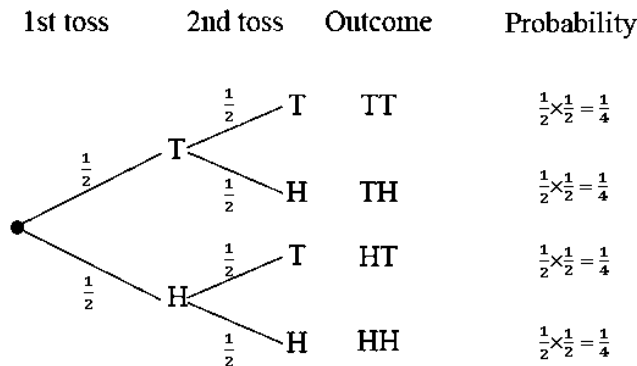 1st toss 2nd toss Outcome Probability
1/2 T TT 1/2×1/2=1/4
1/2 T
1/2 H TH 1/2×1/2=1/4
1/2 T HT 1/2×1/2=1/4
1/2 H
1/2 H HH 1/2×1/2=1/4